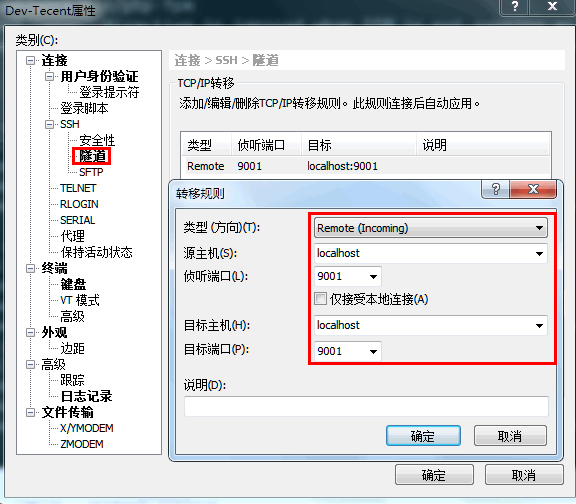 Dev-Tecent属性
类别(C):
连接
用户身份验证
登录提示符
登录脚本
SSH
安全性
隧道
SFTP
TELNET
RLOGIN
SERIAL
代理
保持活动状态
终端
键盘
VT 模式
高级
外观
边距
高级
跟踪
日志记录
文件传输
X/YMODEM
ZMODEM
连接 > SSH > 隧道
TCP/IP转移
添加/编辑/删除TCP/IP转移规则。此规则连接后自动应用。
类型 侦听端口 目标 说明
Remote 9001 localhost:9001
转移规则
类型 (方向)(T): Remote (Incoming)
源主机(S): localhost
侦听端口(L): 9001
仅接受本地连接(A)
目标主机(H): localhost
目标端口(P): 9001
说明(D):
确定 取消
确定 取消